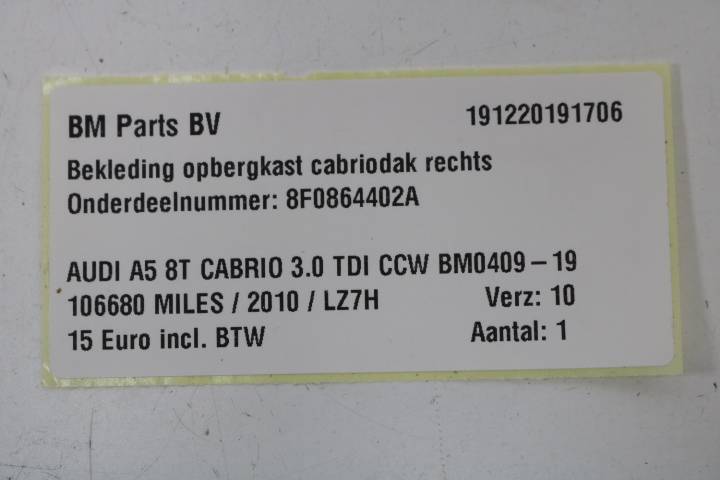 BM Parts BV 191220191706
Bekleding opbergkast cabriodak rechts
Onderdeelnummer: 8F0864402A
AUDI A5 8T CABRIO 3.0 TDI CCW BM0409-19
106680 MILES / 2010 / LZ7H Verz: 10
15 Euro incl. BTW Aantal: 1